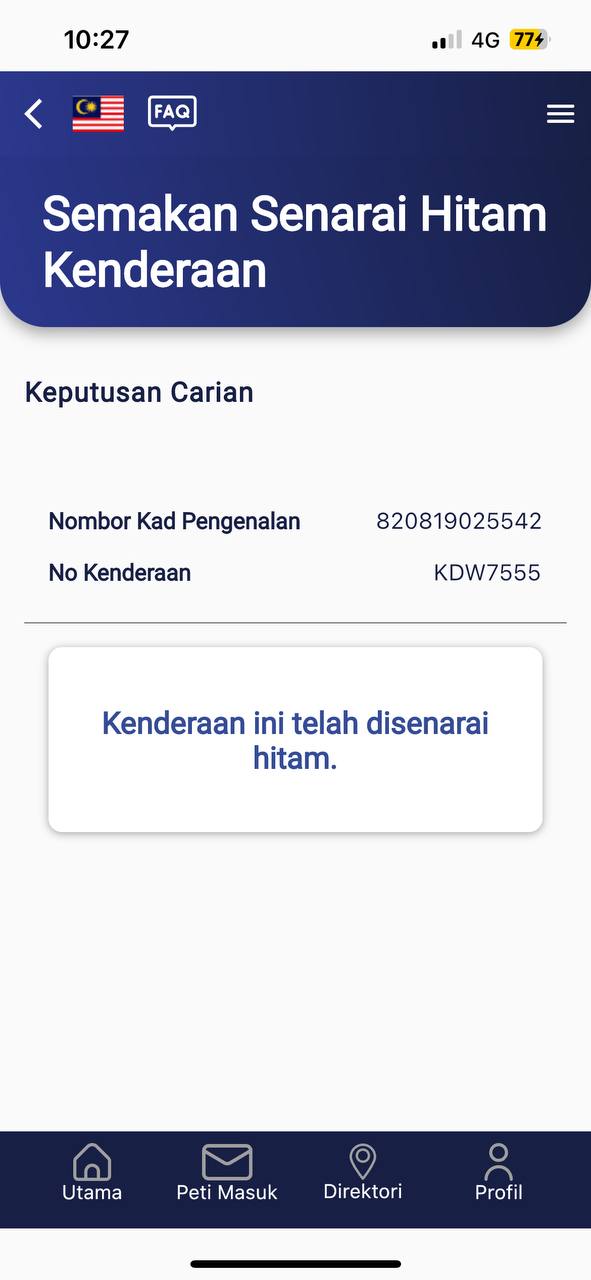 10:27
4G 77
FAQ
Semakan Senarai Hitam
Kenderaan
Keputusan Carian
Nombor Kad Pengenalan 820819025542
No Kenderaan KDW7555
Kenderaan ini telah disenarai
hitam.
Utama Peti Masuk Direktori Profil